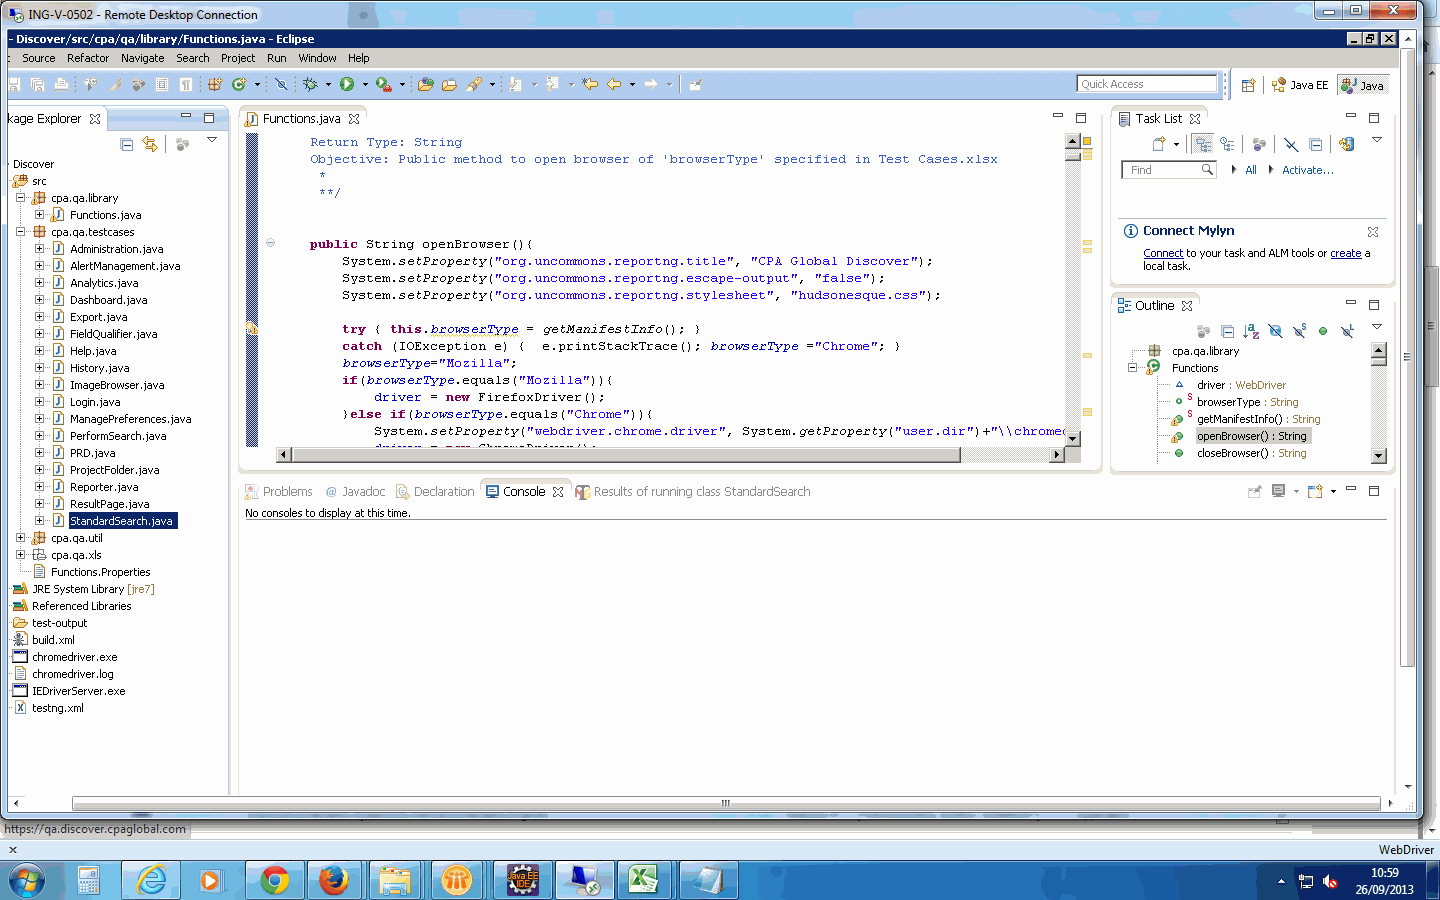 ING-V-0502 - Remote Desktop Connection
- Discover/src/cpa/qa/library/Functions.java - Eclipse
Source Refactor Navigate Search Project Run Window Help
Quick Access
Java EE
Java
kage Explorer
Discover
src
cpa.qa.library
Functions.java
cpa.qa.testcases
Administration.java
AlertManagement.java
Analytics.java
Dashboard.java
Export.java
FieldQualifier.java
Help.java
History.java
ImageBrowser.java
Login.java
ManagePreferences.java
PerformSearch.java
PRD.java
ProjectFolder.java
Reporter.java
ResultPage.java
StandardSearch.java
cpa.qa.util
cpa.qa.xls
Functions.Properties
JRE System Library [jre7]
Referenced Libraries
test-output
build.xml
chromedriver.exe
chromedriver.log
IEDriverServer.exe
testng.xml
Functions.java
Return Type: String
Objective: Public method to open browser of 'browserType' specified in Test Cases.xlsx
*
**/
public String openBrowser(){
System.setProperty("org.uncommons.reportng.title", "CPA Global Discover");
System.setProperty("org.uncommons.reportng.escape-output", "false");
System.setProperty("org.uncommons.reportng.stylesheet", "hudsonesque.css");
try { this.browserType = getManifestInfo(); }
catch (IOException e) {  e.printStackTrace(); browserType ="Chrome"; }
browserType="Mozilla";
if(browserType.equals("Mozilla")){
driver = new FirefoxDriver();
}else if(browserType.equals("Chrome")){
System.setProperty("webdriver.chrome.driver", System.getProperty("user.dir")+"\\chromed
driver = new ChromeDriver();
Task List
Find
All
Activate...
Connect Mylyn
Connect to your task and ALM tools or create a
local task.
Outline
cpa.qa.library
Functions
driver : WebDriver
browserType : String
getManifestInfo() : String
openBrowser() : String
closeBrowser() : String
Problems
@ Javadoc
Declaration
Console
Results of running class StandardSearch
No consoles to display at this time.
https://qa.discover.cpaglobal.com
x
WebDriver
Java EE
IDE
10:59
26/09/2013